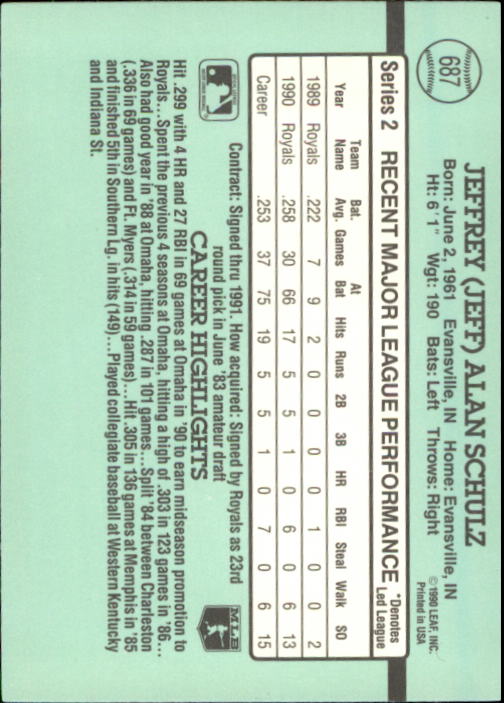 687
JEFFREY (JEFF) ALAN SCHULZ
Born: June 2, 1961 Evansville, IN Home: Evansville, IN
Ht: 6'1" Wgt: 190 Bats: Left Throws: Right
© 1990 LEAF, INC.
Printed in USA
Series 2 RECENT MAJOR LEAGUE PERFORMANCE *Denotes Led League
Year Team Name Bat. Avg. Games At Bat Hits Runs 2B 3B HR RBI Steal Walk SO
1989 Royals .222 7 9 2 0 0 0 0 1 0 0 2
1990 Royals .258 30 66 17 5 5 1 0 6 0 6 13
Career .253 37 75 19 5 5 1 0 7 0 6 15
Contract: Signed thru 1991. How acquired: Signed by Royals as 23rd
round pick in June '83 amateur draft
CAREER HIGHLIGHTS
MLB
Hit .299 with 4 HR and 27 RBI in 69 games at Omaha in '90 to earn midseason promotion to
Royals...Spent the previous 4 seasons at Omaha, hitting a high of .303 in 123 games in '86...
Also had good year in '88 at Omaha, hitting .287 in 101 games...Split '84 between Charleston
(.336 in 69 games) and Ft. Myers (.314 in 59 games)...Hit .305 in 136 games at Memphis in '85
and finished 5th in Southern Lg. in hits (149)...Played collegiate baseball at Western Kentucky
and Indiana St.